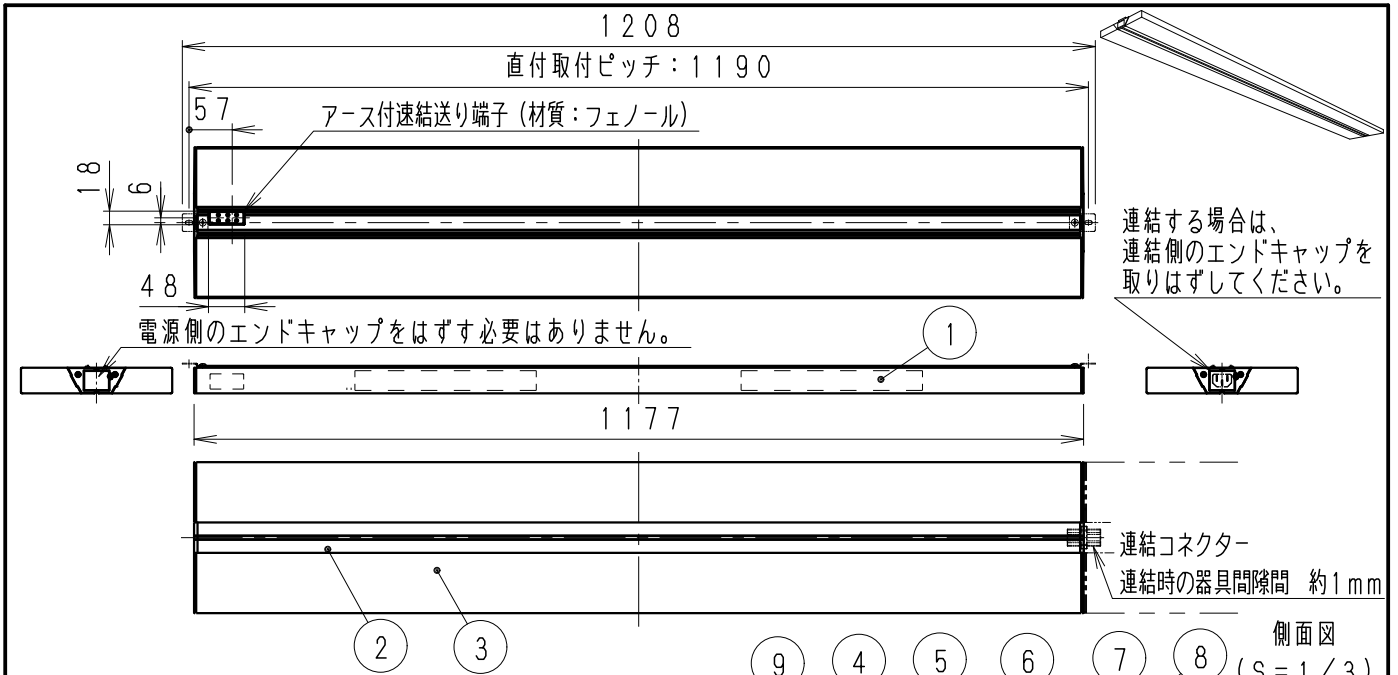 1208
直付取付ピッチ：1190
57
アース付速結送り端子（材質：フェノール）
18
6
連結する場合は、
連結側のエンドキャップを
取りはずしてください。
48
電源側のエンドキャップをはずす必要はありません。
1
1177
連結コネクター
連結時の器具間隙間 約1mm
2
3
9
4
5
6
7
8
側面図
(S=1/3)